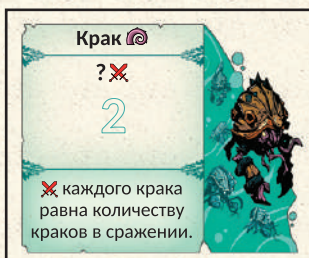 Крак
?
2
каждого крака
равна количеству
краков в сражении.